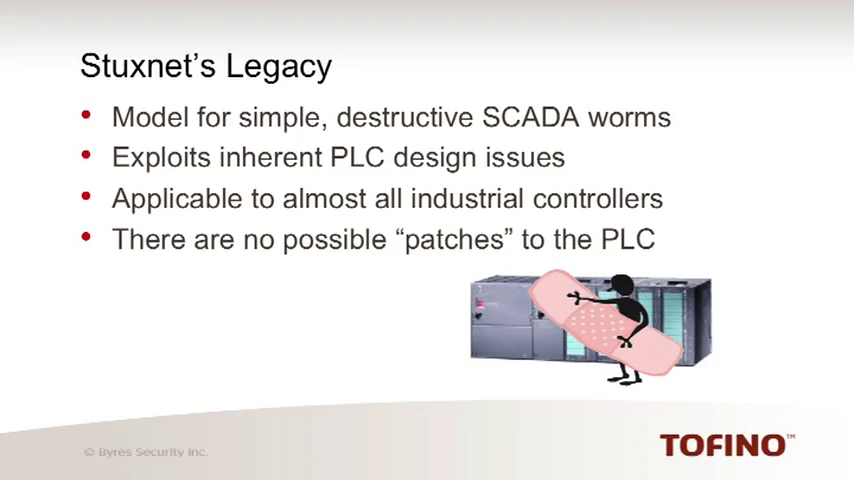 Stuxnet's Legacy
• Model for simple, destructive SCADA worms
• Exploits inherent PLC design issues
• Applicable to almost all industrial controllers
• There are no possible “patches” to the PLC
© Byres Security Inc.
TOFINO™